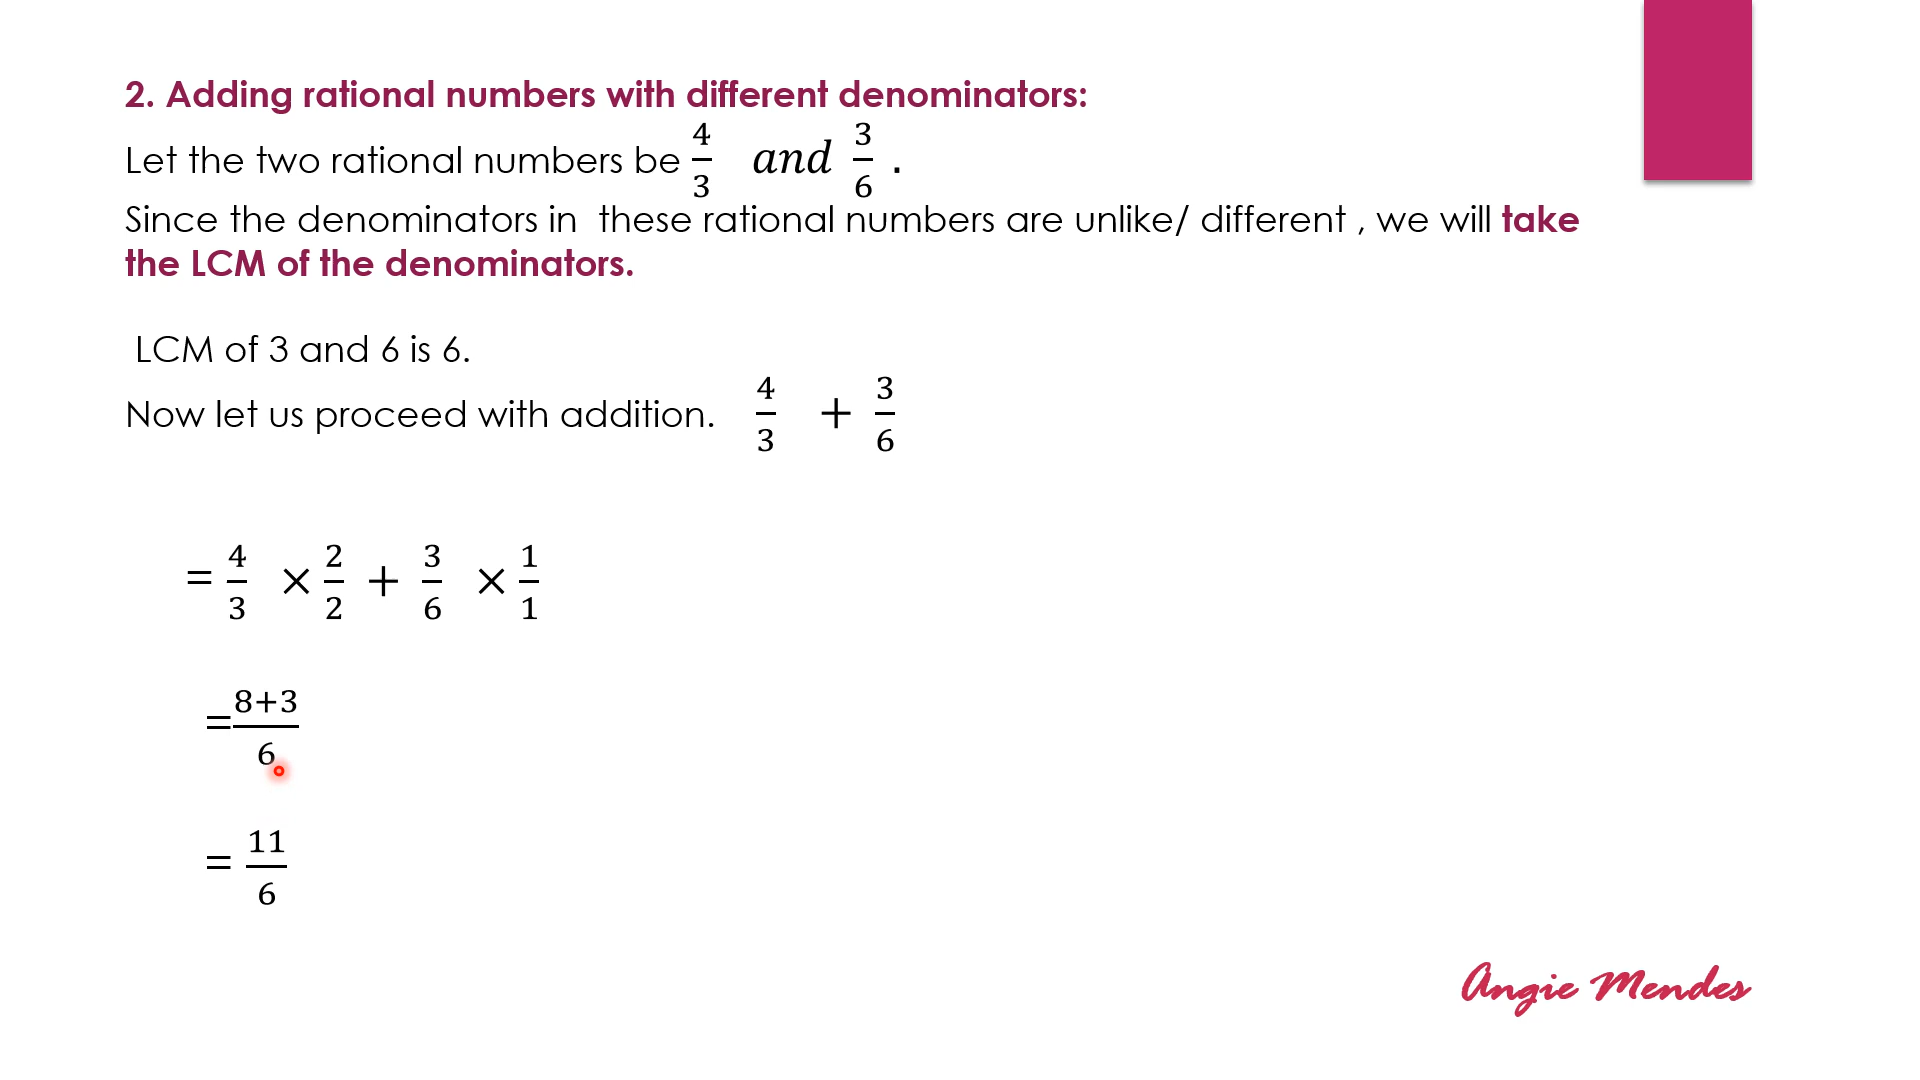 2. Adding rational numbers with different denominators:
Let the two rational numbers be 4/3 and 3/6 .
Since the denominators in these rational numbers are unlike/ different , we will take
the LCM of the denominators.
LCM of 3 and 6 is 6.
Now let us proceed with addition. 4/3 + 3/6
= 4/3 × 2/2 + 3/6 × 1/1
= 8+3/6
= 11/6
Angie Mendes